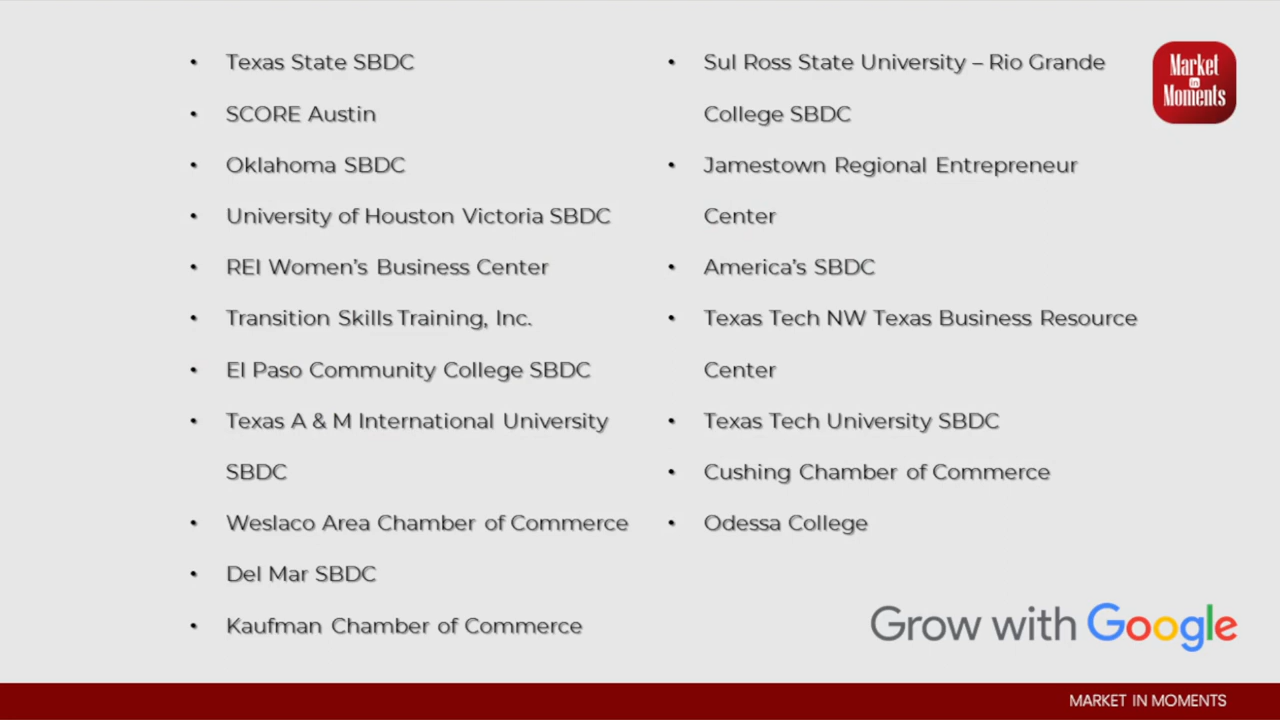 • Texas State SBDC
• SCORE Austin
• Oklahoma SBDC
• University of Houston Victoria SBDC
• REI Women's Business Center
• Transition Skills Training, Inc.
• El Paso Community College SBDC
• Texas A & M International University
SBDC
• Weslaco Area Chamber of Commerce
• Del Mar SBDC
• Kaufman Chamber of Commerce
• Sul Ross State University – Rio Grande
College SBDC
• Jamestown Regional Entrepreneur
Center
• America's SBDC
• Texas Tech NW Texas Business Resource
Center
• Texas Tech University SBDC
• Cushing Chamber of Commerce
• Odessa College
Market
in
Moments
Grow with Google
MARKET IN MOMENTS